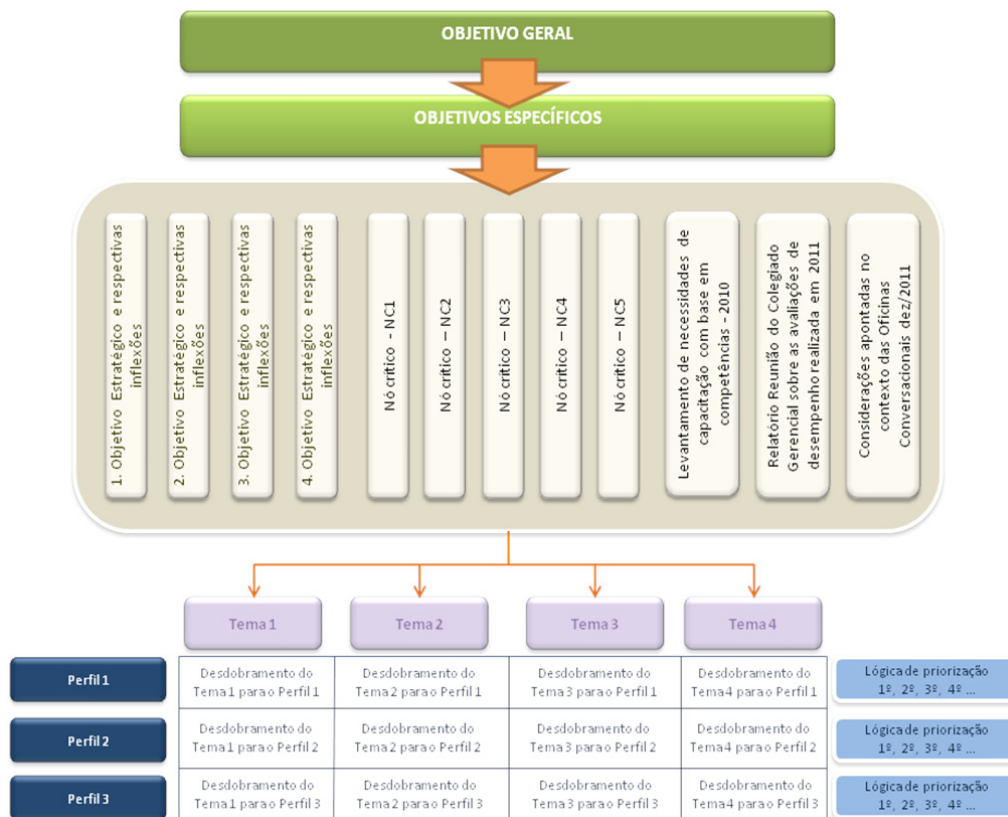 OBJETIVO GERAL
OBJETIVOS ESPECÍFICOS
1. Objetivo Estratégico e respectivas
inflexões
2. Objetivo Estratégico e respectivas
inflexões
3. Objetivo Estratégico e respectivas
inflexões
4. Objetivo Estratégico e respectivas
inflexões
Nó crítico - NC1
Nó crítico – NC2
Nó crítico – NC3
Nó crítico – NC4
Nó crítico – NC5
Levantamento de necessidades de
capacitação com base em
competências - 2010
Relatório Reunião do Colegiado
Gerencial sobre as avaliações de
desempenho realizada em 2011
Considerações apontadas no
contexto das Oficinas
Conversacionais dez/2011
Tema 1
Tema 2
Tema 3
Tema 4
Perfil 1
Desdobramento do
Tema 1 para o Perfil 1
Desdobramento do
Tema 2 para o Perfil 1
Desdobramento do
Tema 3 para o Perfil 1
Desdobramento do
Tema 4 para o Perfil 1
Lógica de priorização
1º, 2º, 3º, 4º ...
Perfil 2
Desdobramento do
Tema 1 para o Perfil 2
Desdobramento do
Tema 2 para o Perfil 2
Desdobramento do
Tema 3 para o Perfil 2
Desdobramento do
Tema 4 para o Perfil 2
Lógica de priorização
1º, 2º, 3º, 4º ...
Perfil 3
Desdobramento do
Tema 1 para o Perfil 3
Desdobramento do
Tema 2 para o Perfil 3
Desdobramento do
Tema 3 para o Perfil 3
Desdobramento do
Tema 4 para o Perfil 3
Lógica de priorização
1º, 2º, 3º, 4º ...